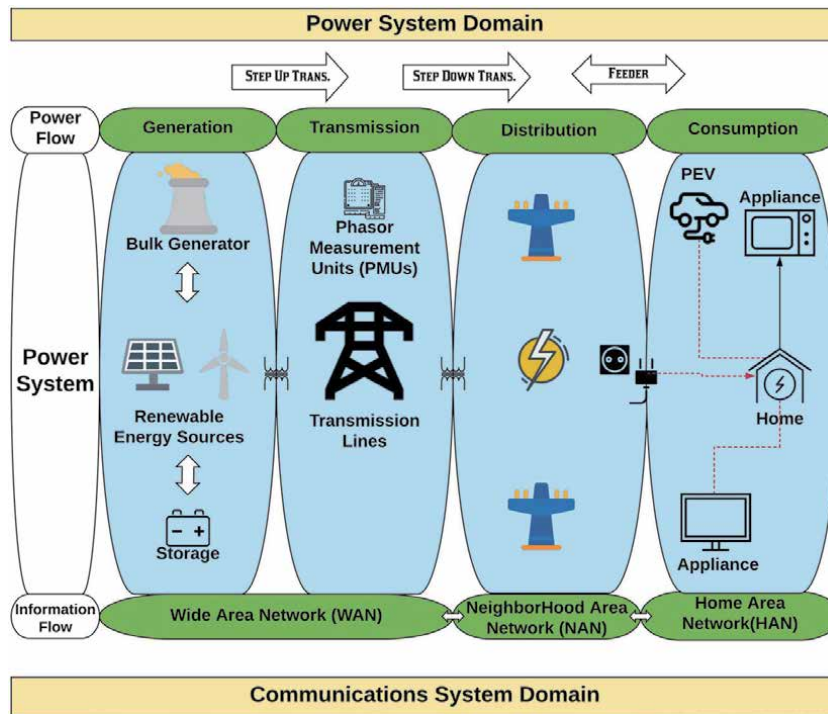 Power System Domain
STEP UP TRANS.
STEP DOWN TRANS.
FEEDER
Power
Flow
Generation
Transmission
Distribution
Consumption
Power
System
Bulk Generator
Renewable
Energy Sources
Storage
Phasor
Measurement
Units (PMUs)
Transmission
Lines
PEV
Appliance
Home
Appliance
Information
Flow
Wide Area Network (WAN)
NeighborHood Area
Network (NAN)
Home Area
Network(HAN)
Communications System Domain